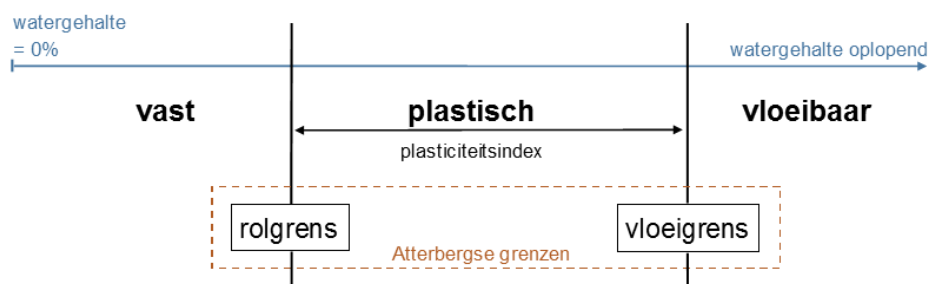 watergehalte
= 0%
watergehalte oplopend
vast
plastisch
vloeibaar
plasticiteitsindex
rolgrens
vloeigrens
Atterbergse grenzen